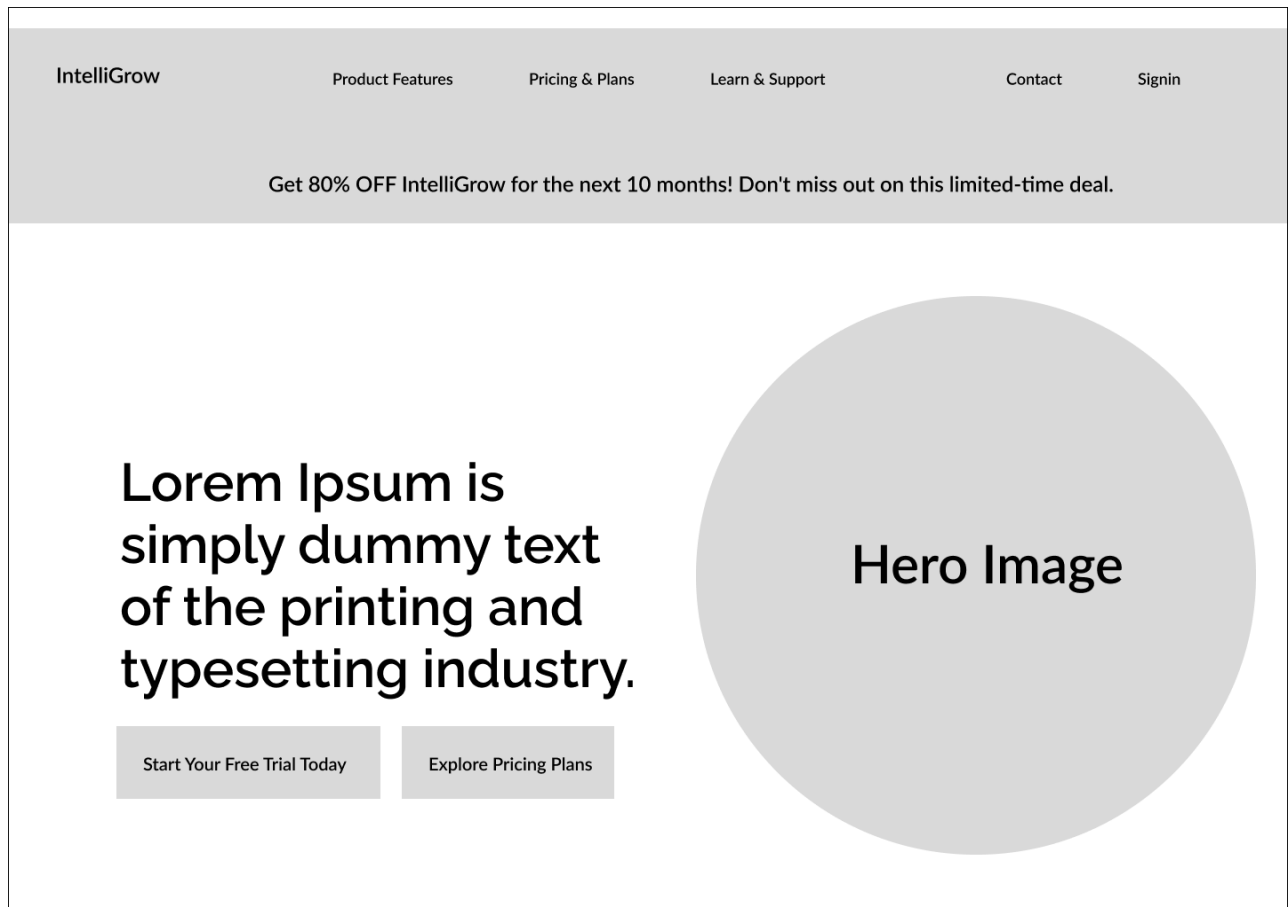 IntelliGrow
Product Features
Pricing & Plans
Learn & Support
Contact
Signin
Get 80% OFF IntelliGrow for the next 10 months! Don't miss out on this limited-time deal.
Lorem Ipsum is
simply dummy text
of the printing and
typesetting industry.
Start Your Free Trial Today
Explore Pricing Plans
Hero Image